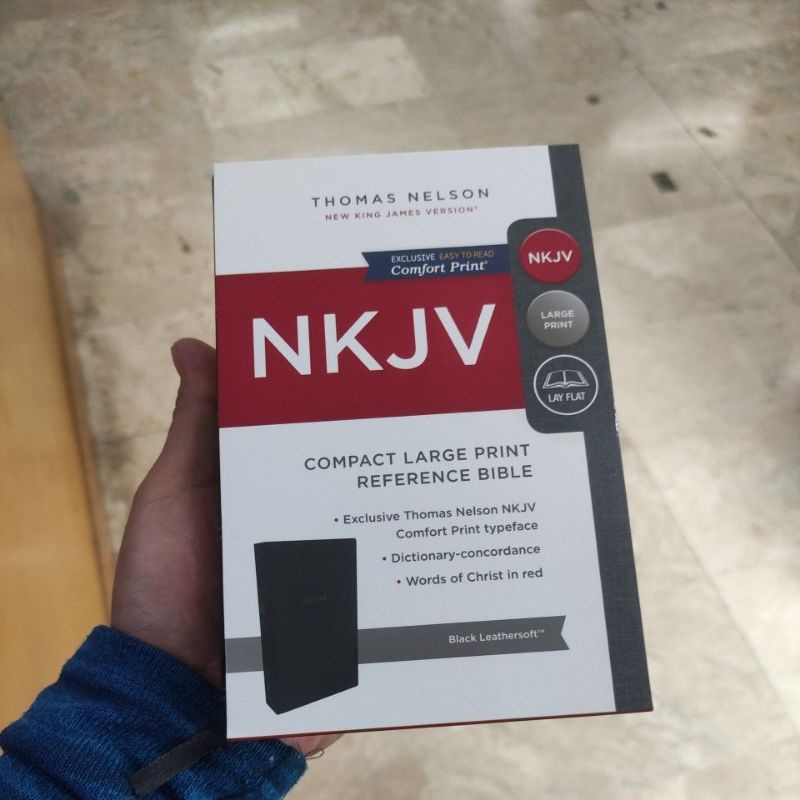 THOMAS NELSON
NEW KING JAMES VERSION®
EXCLUSIVE EASY TO READ
Comfort Print®
NKJV
NKJV
LARGE
PRINT
LAY FLAT
COMPACT LARGE PRINT
REFERENCE BIBLE
• Exclusive Thomas Nelson NKJV
Comfort Print typeface
• Dictionary-concordance
• Words of Christ in red
Black Leathersoft™